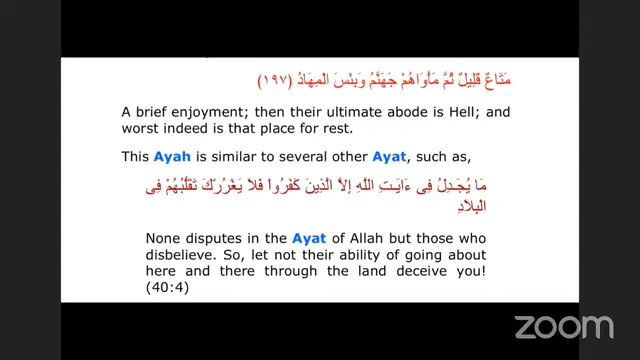 مَتَاعٌ قَلِيلٌ ثُمَّ مَأْوَاهُمْ جَهَنَّمُ وَبِئْسَ الْمِهَادُ (١٩٧)
A brief enjoyment; then their ultimate abode is Hell; and
worst indeed is that place for rest.
This Ayah is similar to several other Ayat, such as,
مَا يُجَـدِلُ فِى ءَايَـتِ اللَّهِ إِلاَّ الَّذِينَ كَفَرُواْ فَلاَ يَغْرُرْكَ تَقَلُّبُهُمْ فِى
الْبِلاَدِ
None disputes in the Ayat of Allah but those who
disbelieve. So, let not their ability of going about
here and there through the land deceive you!
(40:4)
zoom